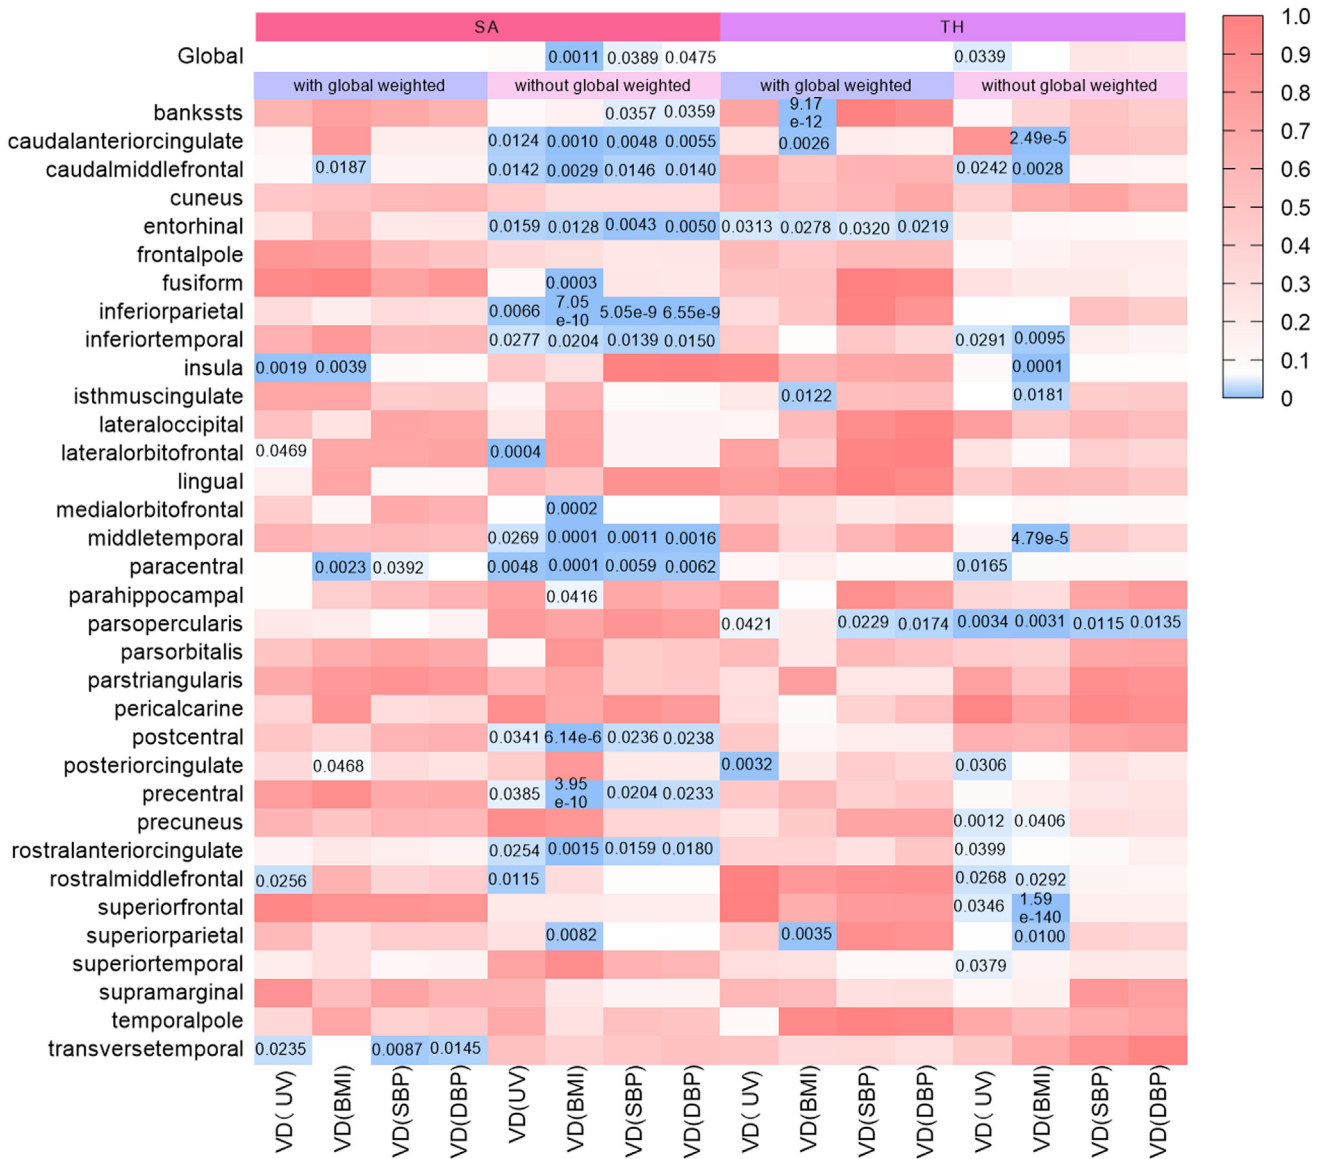 SA TH
Global 0.0011 0.0389 0.0475 0.0339
with global weighted without global weighted with global weighted without global weighted
bankssts 0.0357 0.0359 9.17 e-12
caudalanteriorcingulate 0.0124 0.0010 0.0048 0.0055 0.0026 2.49e-5
caudalmiddlefrontal 0.0187 0.0142 0.0029 0.0146 0.0140 0.0242 0.0028
cuneus
entorhinal 0.0159 0.0128 0.0043 0.0050 0.0313 0.0278 0.0320 0.0219
frontalpole
fusiform 0.0003
inferiorparietal 0.0066 7.05 e-10 5.05e-9 6.55e-9
inferiortemporal 0.0277 0.0204 0.0139 0.0150 0.0291 0.0095
insula 0.0019 0.0039 0.0001
isthmuscingulate 0.0122 0.0181
lateraloccipital
lateralorbitofrontal 0.0469 0.0004
lingual
medialorbitofrontal 0.0002
middletemporal 0.0269 0.0001 0.0011 0.0016 4.79e-5
paracentral 0.0023 0.0392 0.0048 0.0001 0.0059 0.0062 0.0165
parahippocampal 0.0416
parsopercularis 0.0421 0.0229 0.0174 0.0034 0.0031 0.0115 0.0135
parsorbitalis
parstriangularis
pericalcarine
postcentral 0.0341 6.14e-6 0.0236 0.0238
posteriorcingulate 0.0468 0.0032 0.0306
precentral 0.0385 3.95 e-10 0.0204 0.0233
precuneus 0.0012 0.0406
rostralanteriorcingulate 0.0254 0.0015 0.0159 0.0180 0.0399
rostralmiddlefrontal 0.0256 0.0115 0.0268 0.0292
superiorfrontal 0.0346 1.59 e-140
superiorparietal 0.0082 0.0035 0.0100
superiortemporal 0.0379
supramarginal
temporalpole
transversetemporal 0.0235 0.0087 0.0145
VD( UV) VD(BMI) VD(SBP) VD(DBP) VD(UV) VD(BMI) VD(SBP) VD(DBP) VD( UV) VD(BMI) VD(SBP) VD(DBP) VD( UV) VD(BMI) VD(SBP) VD(DBP)
1.0
0.9
0.8
0.7
0.6
0.5
0.4
0.3
0.2
0.1
0